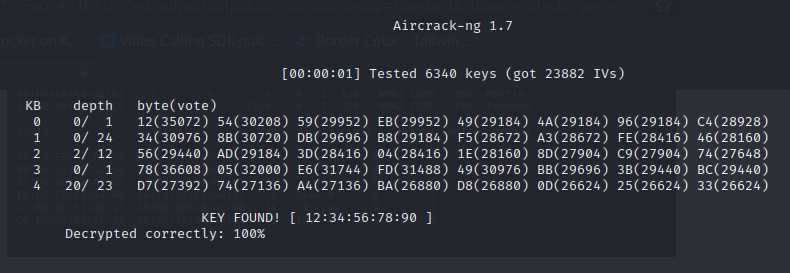 Aircrack-ng 1.7
[00:00:01] Tested 6340 keys (got 23882 IVs)
KB depth byte(vote)
0 0/ 1 12(35072) 54(30208) 59(29952) EB(29952) 49(29184) 4A(29184) 96(29184) C4(28928)
1 0/ 24 34(30976) 8B(30720) DB(29696) B8(29184) F5(28672) A3(28672) FE(28416) 46(28160)
2 2/ 12 56(29440) AD(29184) 3D(28416) 04(28416) 1E(28160) 8D(27904) C9(27904) 74(27648)
3 0/ 1 78(36608) 05(32000) E6(31744) FD(31488) 49(30976) BB(29696) 3B(29440) BC(29440)
4 20/ 23 D7(27392) 74(27136) A4(27136) BA(26880) D8(26880) 0D(26624) 25(26624) 33(26624)
KEY FOUND! [ 12:34:56:78:90 ]
Decrypted correctly: 100%